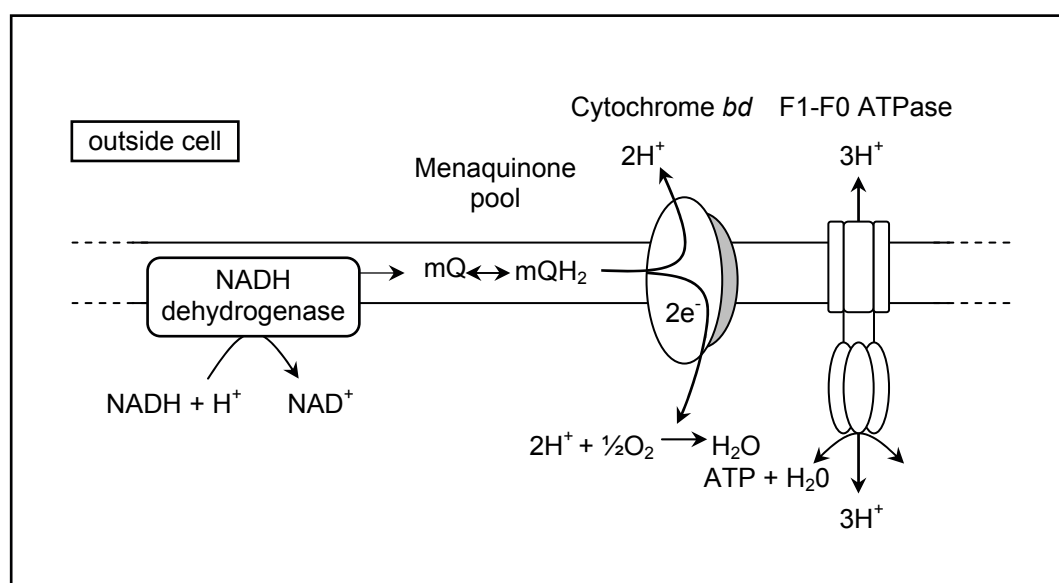 Cytochrome bd F1-F0 ATPase
outside cell
2H⁺ 3H⁺
Menaquinone
pool
mQ mQH₂
NADH
dehydrogenase
2e⁻
NADH + H⁺ NAD⁺
2H⁺ + ½O₂ H₂O
ATP + H₂0
3H⁺